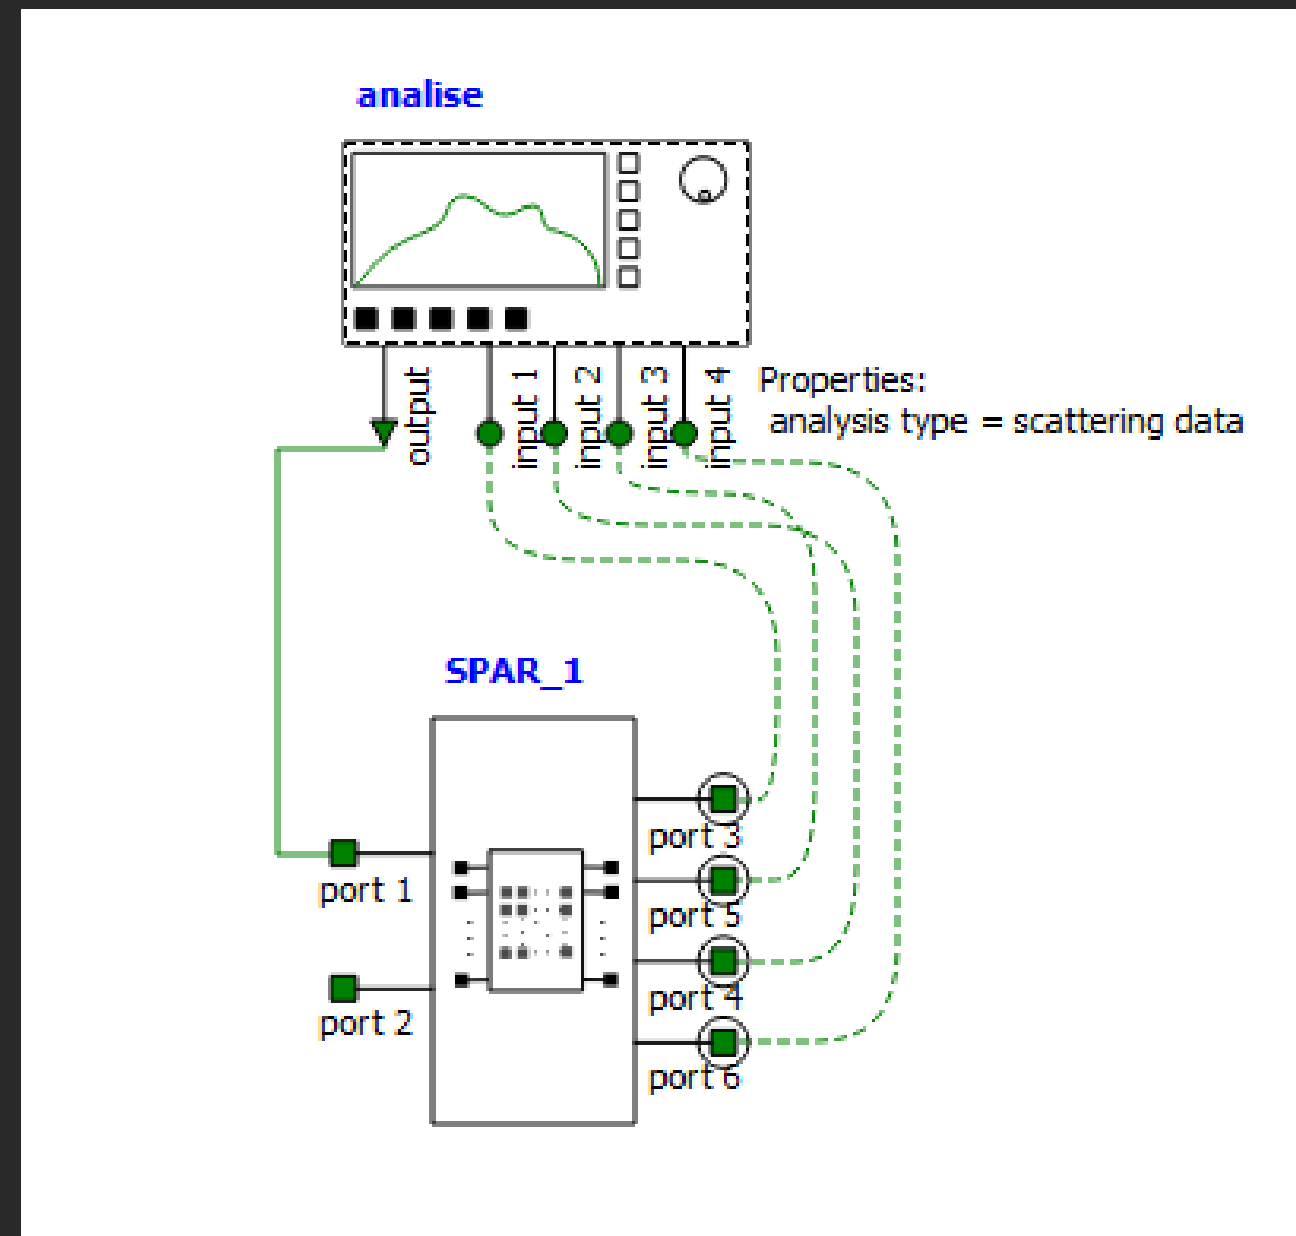 analise
output
input 1
input 2
input 3
input 4
Properties:
analysis type = scattering data
SPAR_1
port 1
port 2
port 3
port 5
port 4
port 6